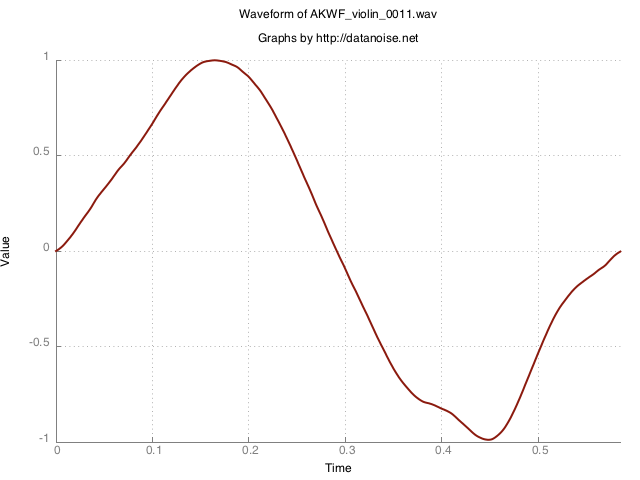 Waveform of AKWF_violin_0011.wav
Graphs by http://datanoise.net
1
0.5
0
-0.5
-1
Value
0 0.1 0.2 0.3 0.4 0.5
Time